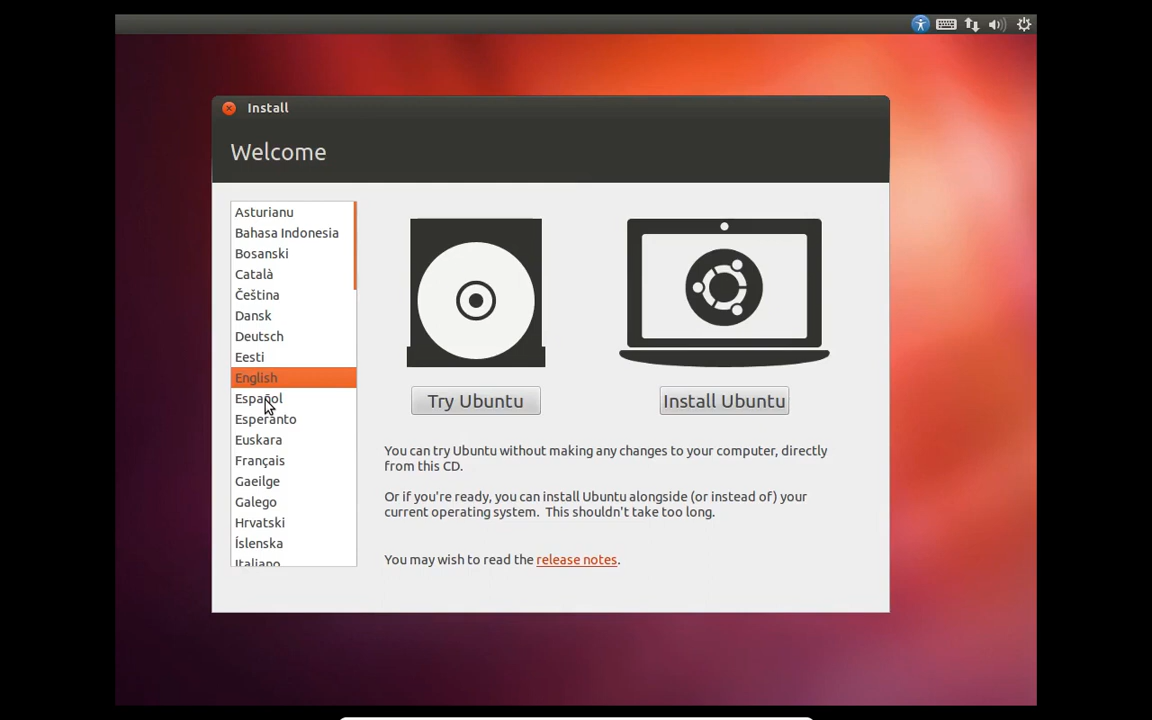 Install
Welcome
Asturianu
Bahasa Indonesia
Bosanski
Català
Čeština
Dansk
Deutsch
Eesti
English
Español
Esperanto
Euskara
Français
Gaeilge
Galego
Hrvatski
Íslenska
Italiano
Try Ubuntu
Install Ubuntu
You can try Ubuntu without making any changes to your computer, directly
from this CD.
Or if you're ready, you can install Ubuntu alongside (or instead of) your
current operating system. This shouldn't take too long.
You may wish to read the release notes.